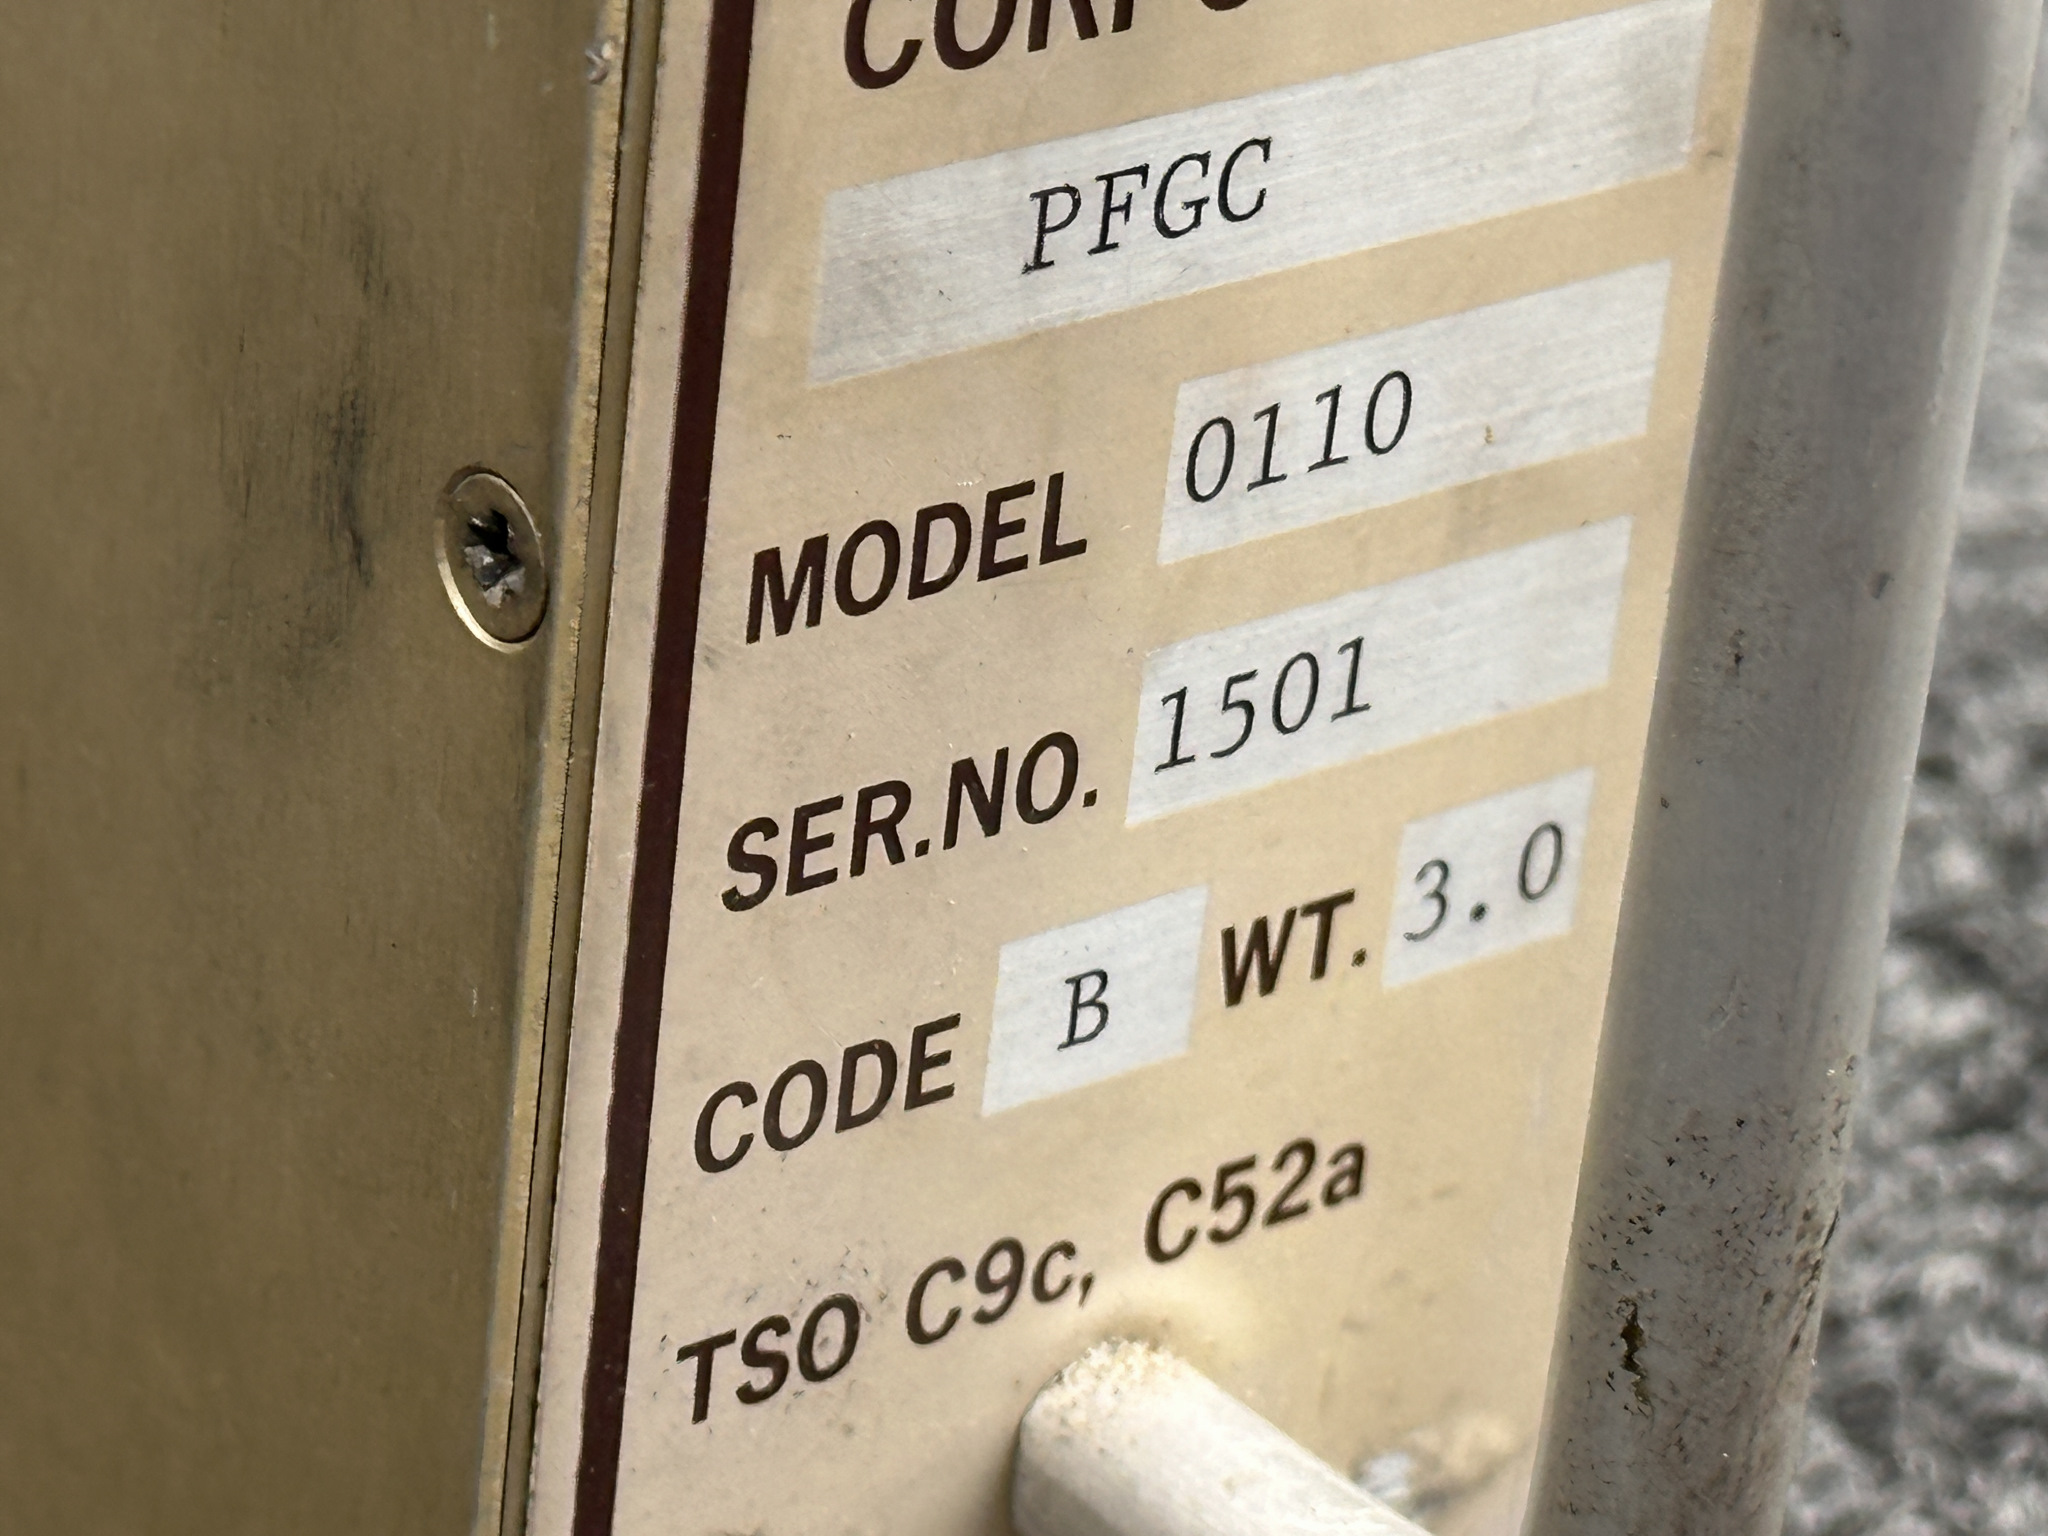 PFGC
MODEL 0110
SER.NO. 1501
CODE B WT. 3.0
TSO C9c, C52a